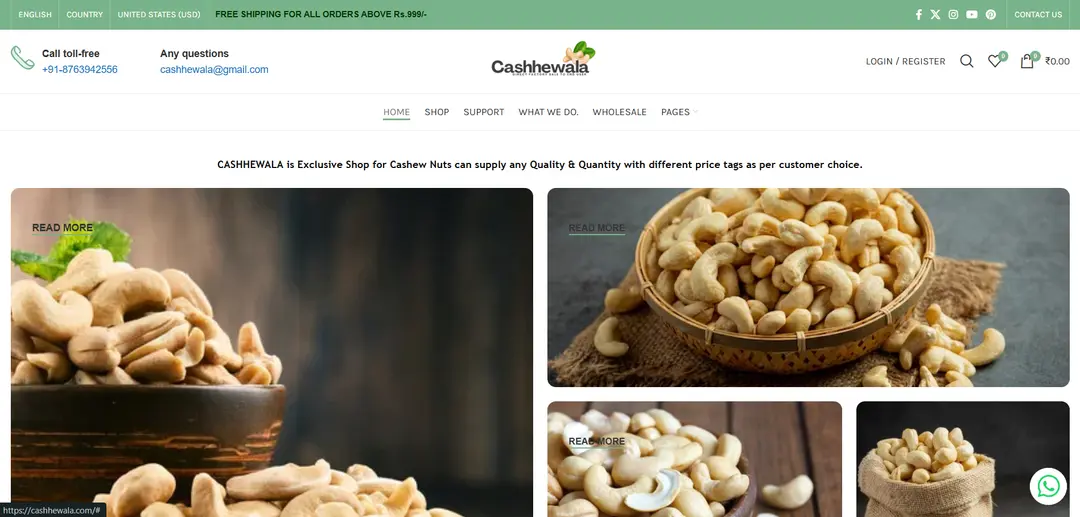 ENGLISH COUNTRY UNITED STATES (USD) FREE SHIPPING FOR ALL ORDERS ABOVE Rs.999/- CONTACT US
Call toll-free
+91-8763942556
Any questions
cashhewala@gmail.com
Cashhewala
DIRECT FACTORY SALE TO END USER
LOGIN / REGISTER 0 0 ₹0.00
HOME SHOP SUPPORT WHAT WE DO. WHOLESALE PAGES
CASHHEWALA is Exclusive Shop for Cashew Nuts can supply any Quality & Quantity with different price tags as per customer choice.
READ MORE
READ MORE
READ MORE
https://cashhewala.com/#